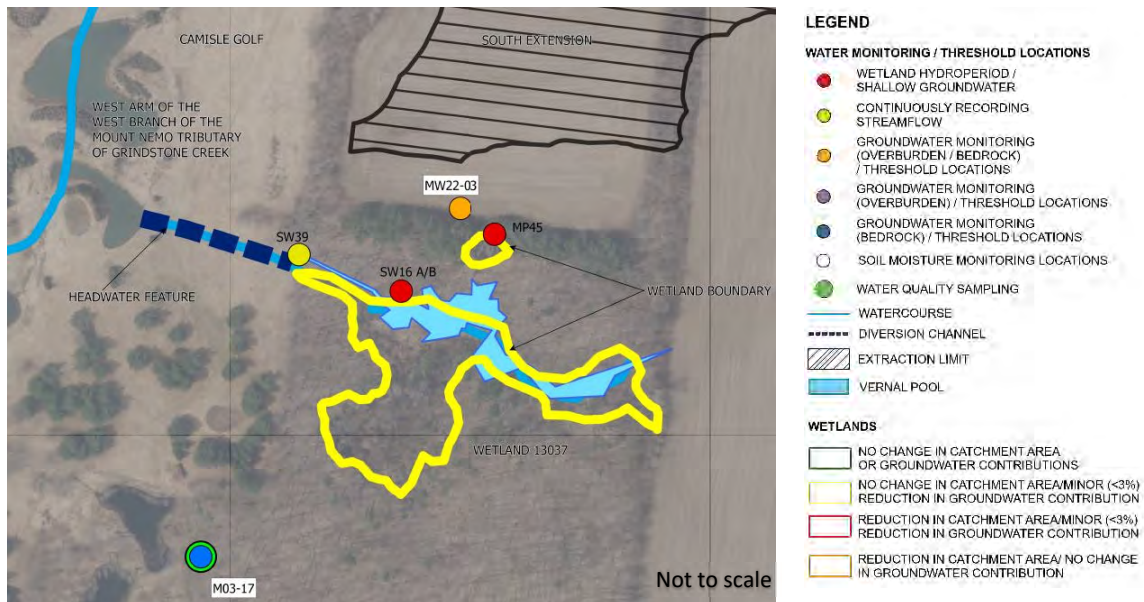 CAMISLE GOLF
SOUTH EXTENSION
WEST ARM OF THE
WEST BRANCH OF THE
MOUNT NEMO TRIBUTARY
OF GRINDSTONE CREEK
MW22-03
MP45
SW39
SW16 A/B
HEADWATER FEATURE
WETLAND BOUNDARY
WETLAND 13037
M03-17
Not to scale
LEGEND
WATER MONITORING / THRESHOLD LOCATIONS
WETLAND HYDROPERIOD /
SHALLOW GROUNDWATER
CONTINUOUSLY RECORDING
STREAMFLOW
GROUNDWATER MONITORING
(OVERBURDEN / BEDROCK)
/ THRESHOLD LOCATIONS
GROUNDWATER MONITORING
(OVERBURDEN) / THRESHOLD LOCATIONS
GROUNDWATER MONITORING
(BEDROCK) / THRESHOLD LOCATIONS
SOIL MOISTURE MONITORING LOCATIONS
WATER QUALITY SAMPLING
WATERCOURSE
DIVERSION CHANNEL
EXTRACTION LIMIT
VERNAL POOL
WETLANDS
NO CHANGE IN CATCHMENT AREA
OR GROUNDWATER CONTRIBUTIONS
NO CHANGE IN CATCHMENT AREA/MINOR (<3%)
REDUCTION IN GROUNDWATER CONTRIBUTION
REDUCTION IN CATCHMENT AREA/MINOR (<3%)
REDUCTION IN GROUNDWATER CONTRIBUTION
REDUCTION IN CATCHMENT AREA/ NO CHANGE
IN GROUNDWATER CONTRIBUTION